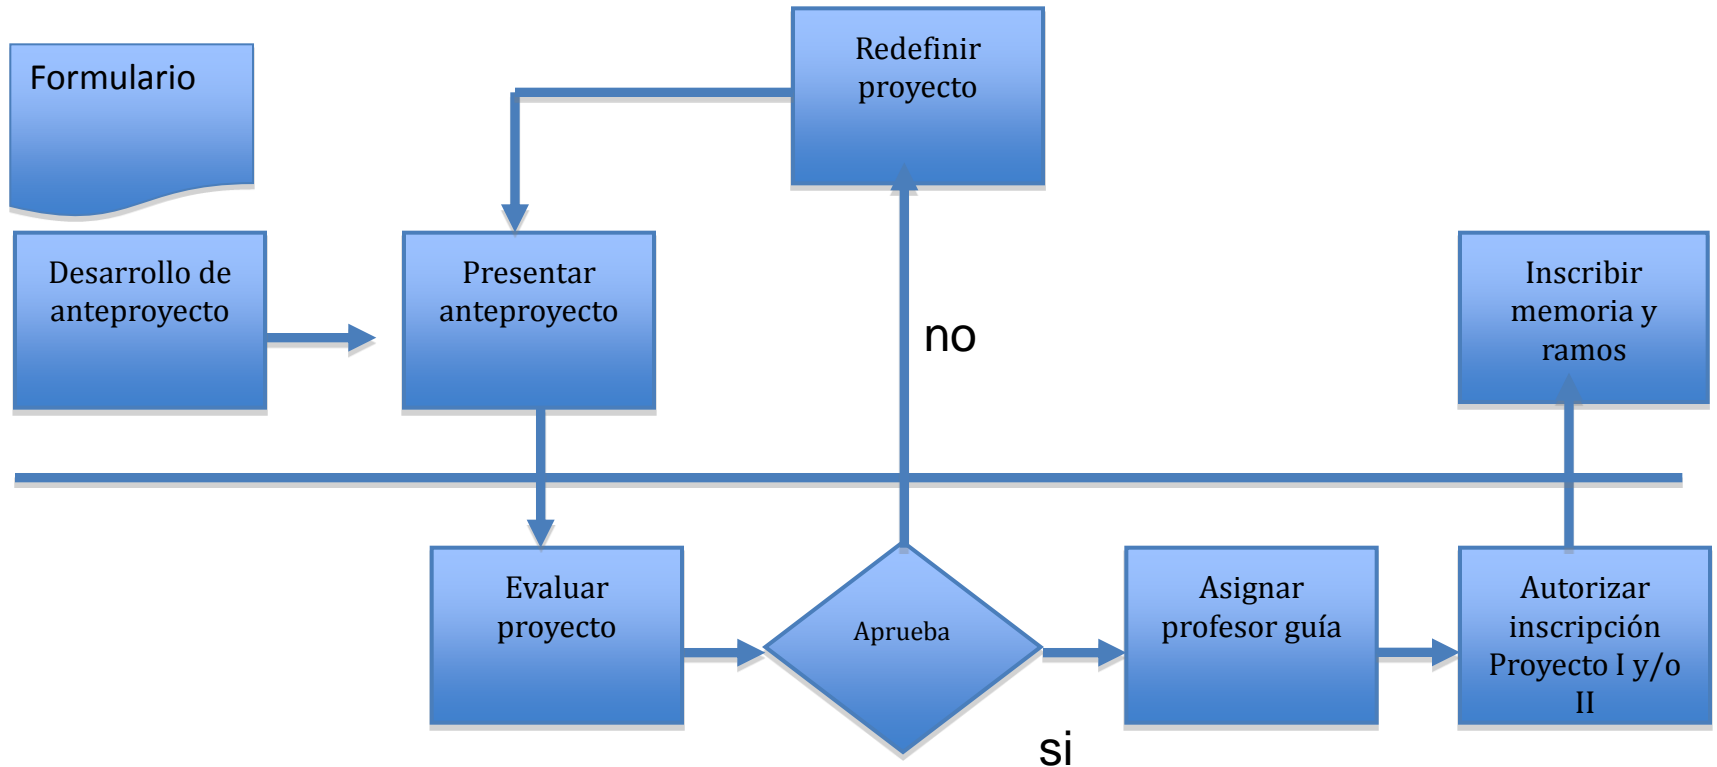 Formulario
Redefinir
proyecto
Desarrollo de
anteproyecto
Presentar
anteproyecto
no
Inscribir
memoria y
ramos
Evaluar
proyecto
Aprueba
si
Asignar
profesor guía
Autorizar
inscripción
Proyecto I y/o
II